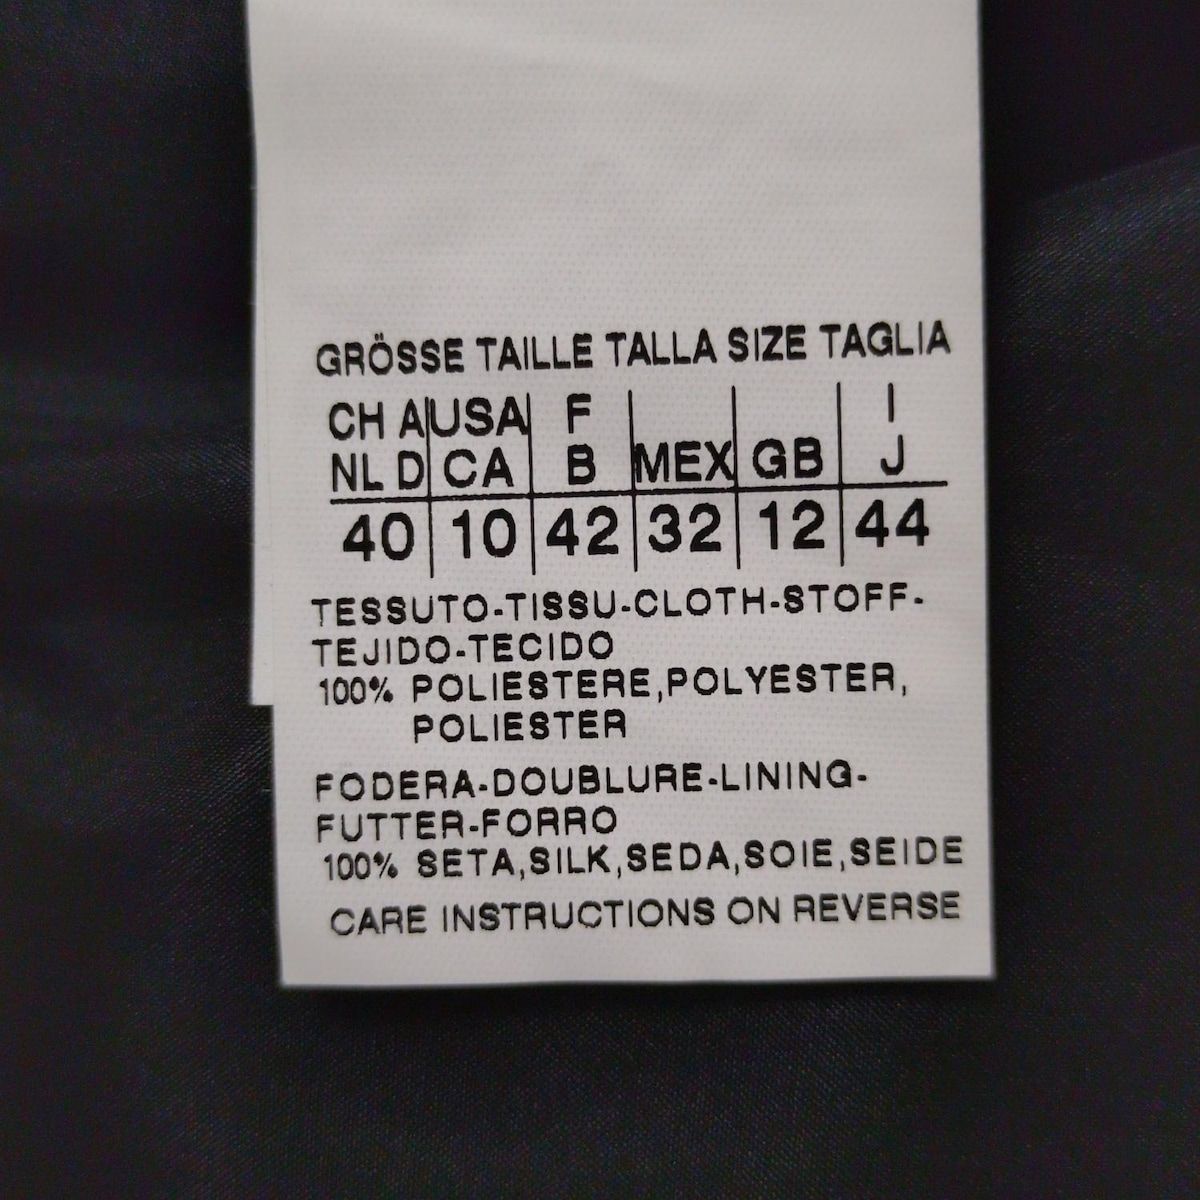 GRÖSSE TAILLE TALLA SIZE TAGLIA
CH A USA F I
NL D CA B MEX GB J
40 10 42 32 12 44
TESSUTO-TISSU-CLOTH-STOFF-
TEJIDO-TECIDO
100% POLIESTERE,POLYESTER,
POLIESTER
FODERA-DOUBLURE-LINING-
FUTTER-FORRO
100% SETA,SILK,SEDA,SOIE,SEIDE
CARE INSTRUCTIONS ON REVERSE